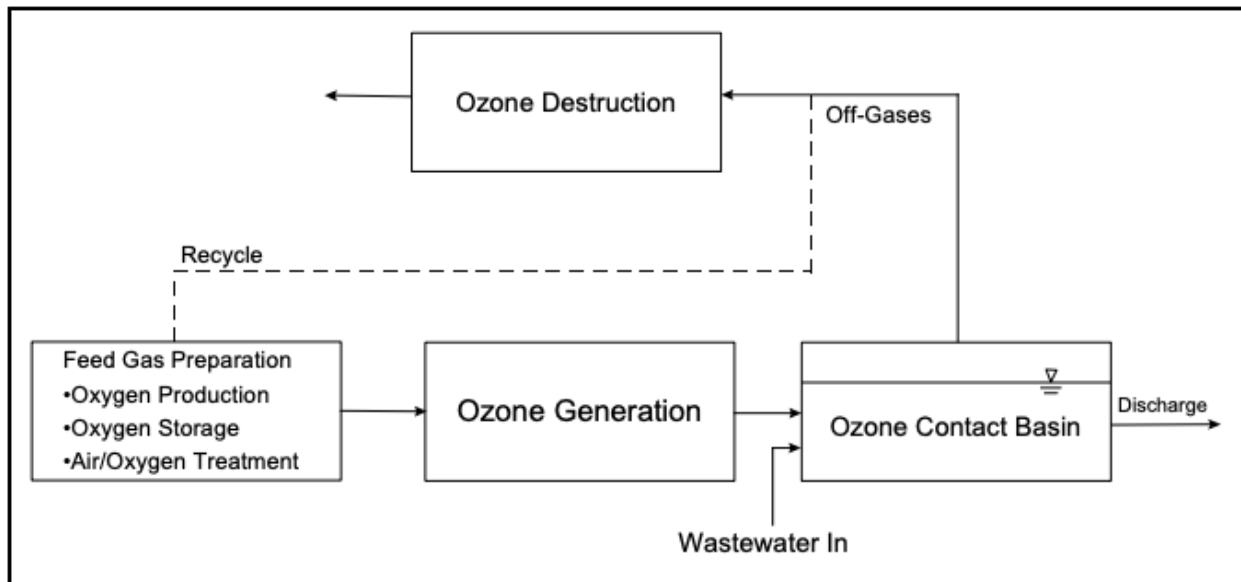 Ozone Destruction
Off-Gases
Recycle
Feed Gas Preparation
•Oxygen Production
•Oxygen Storage
•Air/Oxygen Treatment
Ozone Generation
Ozone Contact Basin
Discharge
Wastewater In